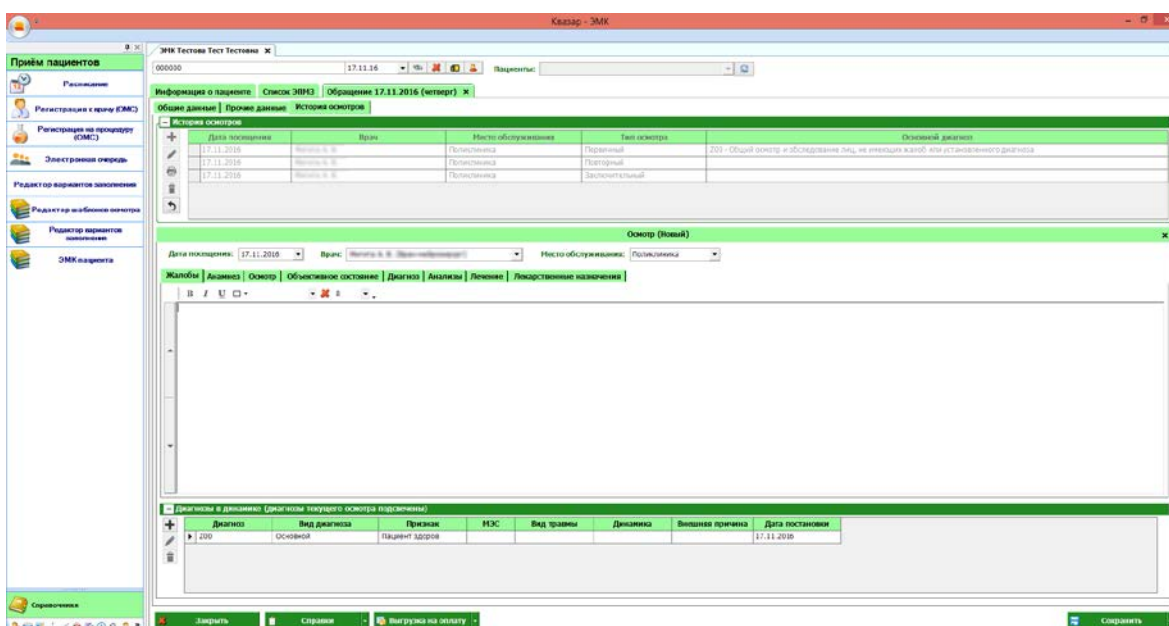 Квазар - ЭМК
ЭМК Тестова Тест Тестовна
Приём пациентов
000000 17.11.16 Пациенты:
Расписание
Информация о пациенте Список ЭПМЗ Обращение 17.11.2016 (четверг)
Регистрация к врачу (ОМС)
Общие данные Прочие данные История осмотров
История осмотров
Регистрация на процедуру (ОМС)
Дата посещения Врач Место обслуживания Тип осмотра Основной диагноз
17.11.2016 Поликлиника Первичный Z00 - Общий осмотр и обследование лиц, не имеющих жалоб или установленного диагноза
Электронная очередь
17.11.2016 Поликлиника Повторный
17.11.2016 Поликлиника Заключительный
Редактор вариантов заполнения
Редактор шаблонов осмотра
Редактор вариантов заполнения
Осмотр (Новый)
ЭМК пациента
Дата посещения: 17.11.2016 Врач: Место обслуживания: Поликлиника
Жалобы Анамнез Осмотр Объективное состояние Диагноз Анализы Лечение Лекарственные назначения
B I U
Диагнозы в динамике (диагнозы текущего осмотра подсвечены)
Диагноз Вид диагноза Признак МЭС Вид травмы Динамика Внешняя причина Дата постановки
Z00 Основной Пациент здоров 17.11.2016
Справочники
Закрыть Справки Выгрузка на оплату Сохранить